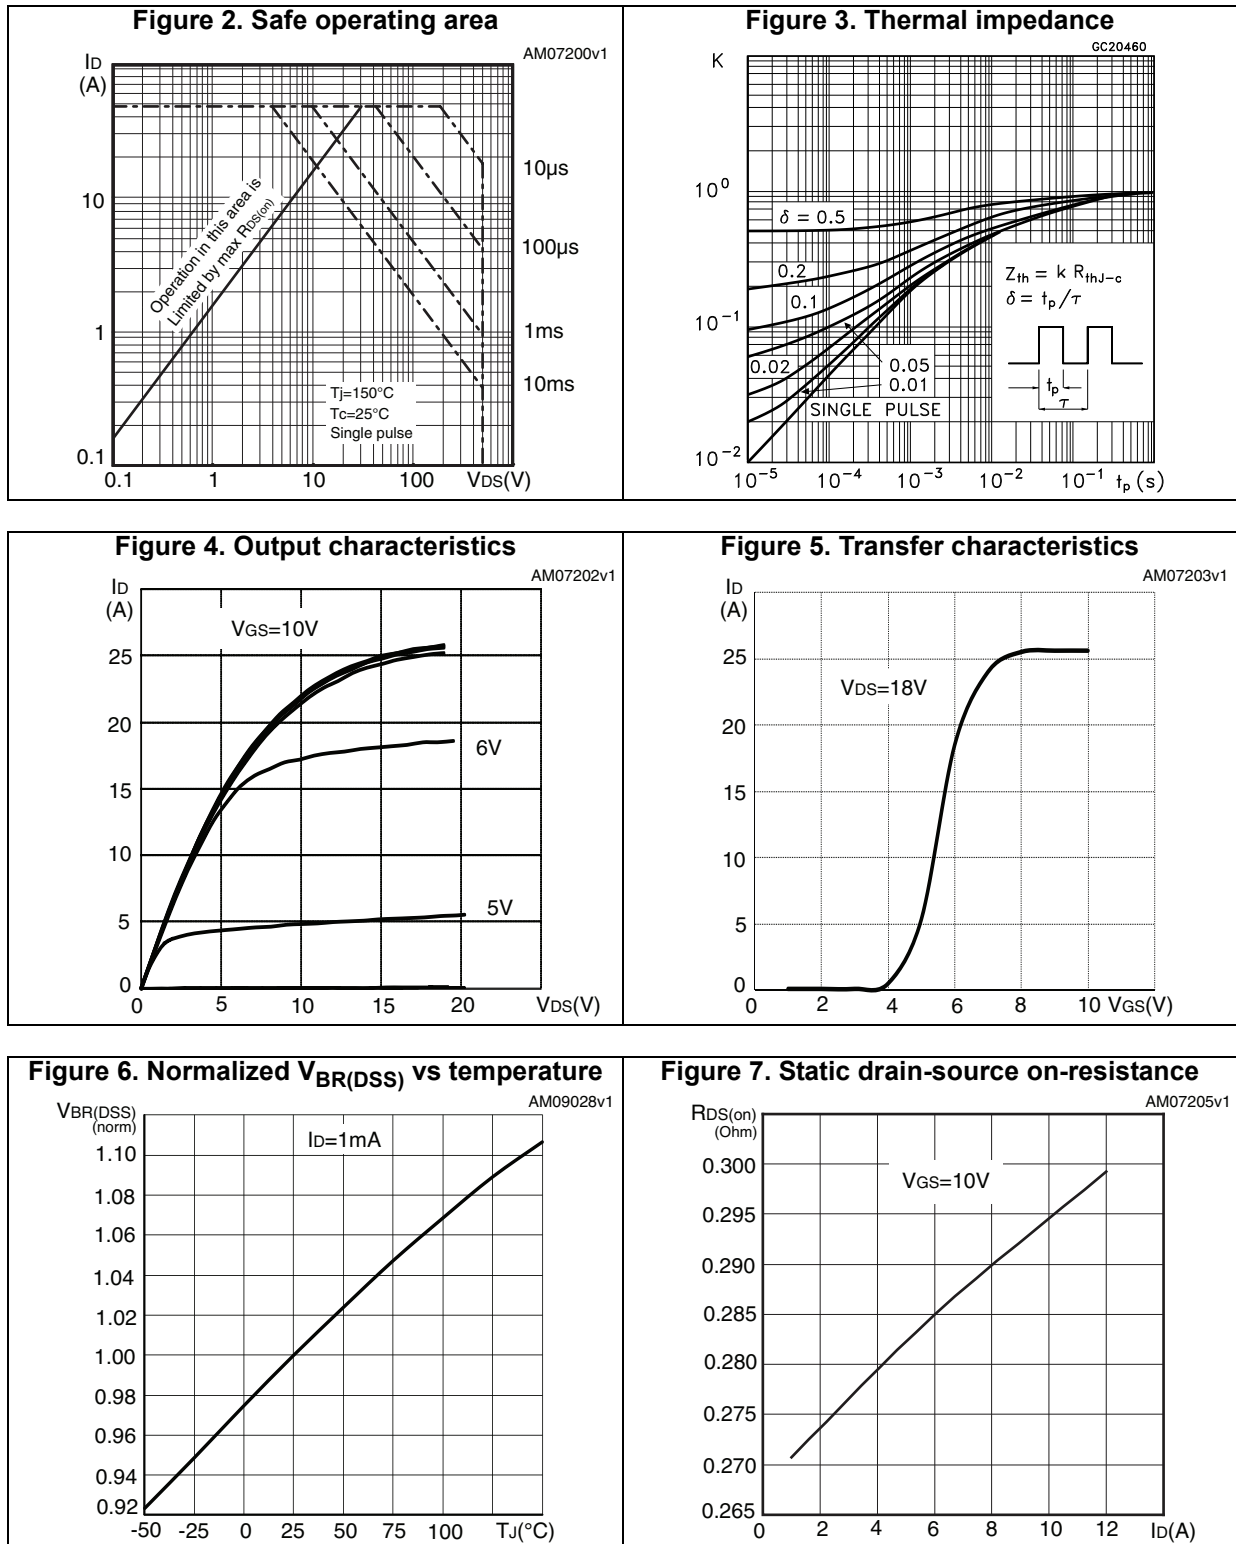 Figure 2. Safe operating area
AM07200v1
ID
(A)
10
1
0.1
0.1
1
10
100
VDS(V)
Operation in this area is
Limited by max RDS(on)
10µs
100µs
1ms
10ms
Tj=150°C
Tc=25°C
Single pulse
Figure 3. Thermal impedance
GC20460
K
10⁰
10⁻¹
10⁻²
10⁻⁵
10⁻⁴
10⁻³
10⁻²
10⁻¹
tp (s)
δ = 0.5
0.2
0.1
0.02
0.05
0.01
SINGLE PULSE
Zth = k RthJ-c
δ = tp/τ
tp
τ
Figure 4. Output characteristics
AM07202v1
ID
(A)
VGS=10V
25
20
6V
15
10
5
5V
0
0
5
10
15
20
VDS(V)
Figure 5. Transfer characteristics
AM07203v1
ID
(A)
25
VDS=18V
20
15
10
5
0
0
2
4
6
8
10
VGS(V)
Figure 6. Normalized VBR(DSS) vs temperature
AM09028v1
VBR(DSS)
(norm)
ID=1mA
1.10
1.08
1.06
1.04
1.02
1.00
0.98
0.96
0.94
0.92
-50
-25
0
25
50
75
100
TJ(°C)
Figure 7. Static drain-source on-resistance
AM07205v1
RDS(on)
(Ohm)
VGS=10V
0.300
0.295
0.290
0.285
0.280
0.275
0.270
0.265
0
2
4
6
8
10
12
ID(A)